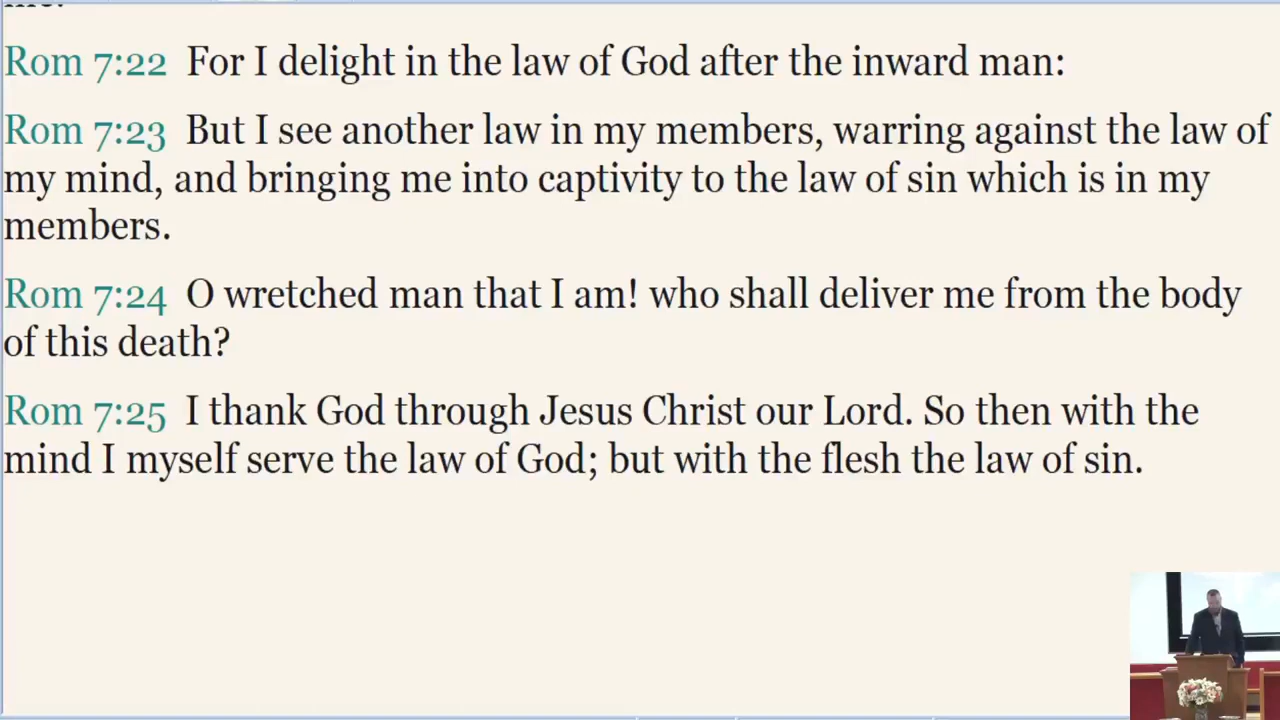 Rom 7:22 For I delight in the law of God after the inward man:
Rom 7:23 But I see another law in my members, warring against the law of
my mind, and bringing me into captivity to the law of sin which is in my
members.
Rom 7:24 O wretched man that I am! who shall deliver me from the body
of this death?
Rom 7:25 I thank God through Jesus Christ our Lord. So then with the
mind I myself serve the law of God; but with the flesh the law of sin.